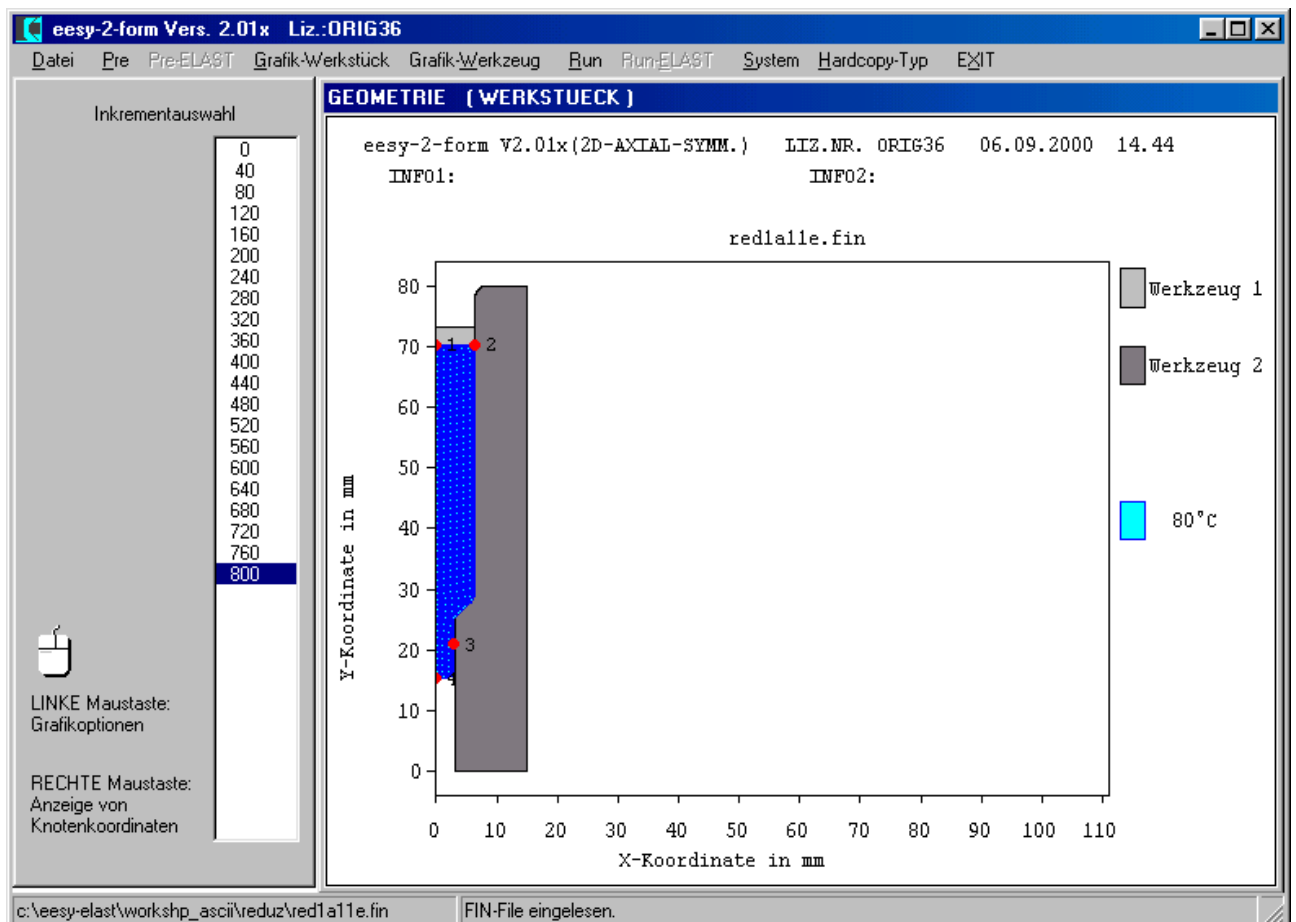 eesy-2-form Vers. 2.01x Liz.:ORIG36
Datei Pre Pre-ELAST Grafik-Werkstück Grafik-Werkzeug Run Run-ELAST System Hardcopy-Typ EXIT
Inkrementauswahl
0
40
80
120
160
200
240
280
320
360
400
440
480
520
560
600
640
680
720
760
800
LINKE Maustaste:
Grafikoptionen
RECHTE Maustaste:
Anzeige von
Knotenkoordinaten
GEOMETRIE ( WERKSTUECK )
eesy-2-form V2.01x(2D-AXIAL-SYMM.) LIZ.NR. ORIG36 06.09.2000 14.44
INFO1: INFO2:
red1a11e.fin
80
70
60
50
40
30
20
10
0
Y-Koordinate in mm
1
2
3
4
0 10 20 30 40 50 60 70 80 90 100 110
X-Koordinate in mm
Werkzeug 1
Werkzeug 2
80°C
c:\eesy-elast\workshp_ascii\reduz\red1a11e.fin FIN-File eingelesen.